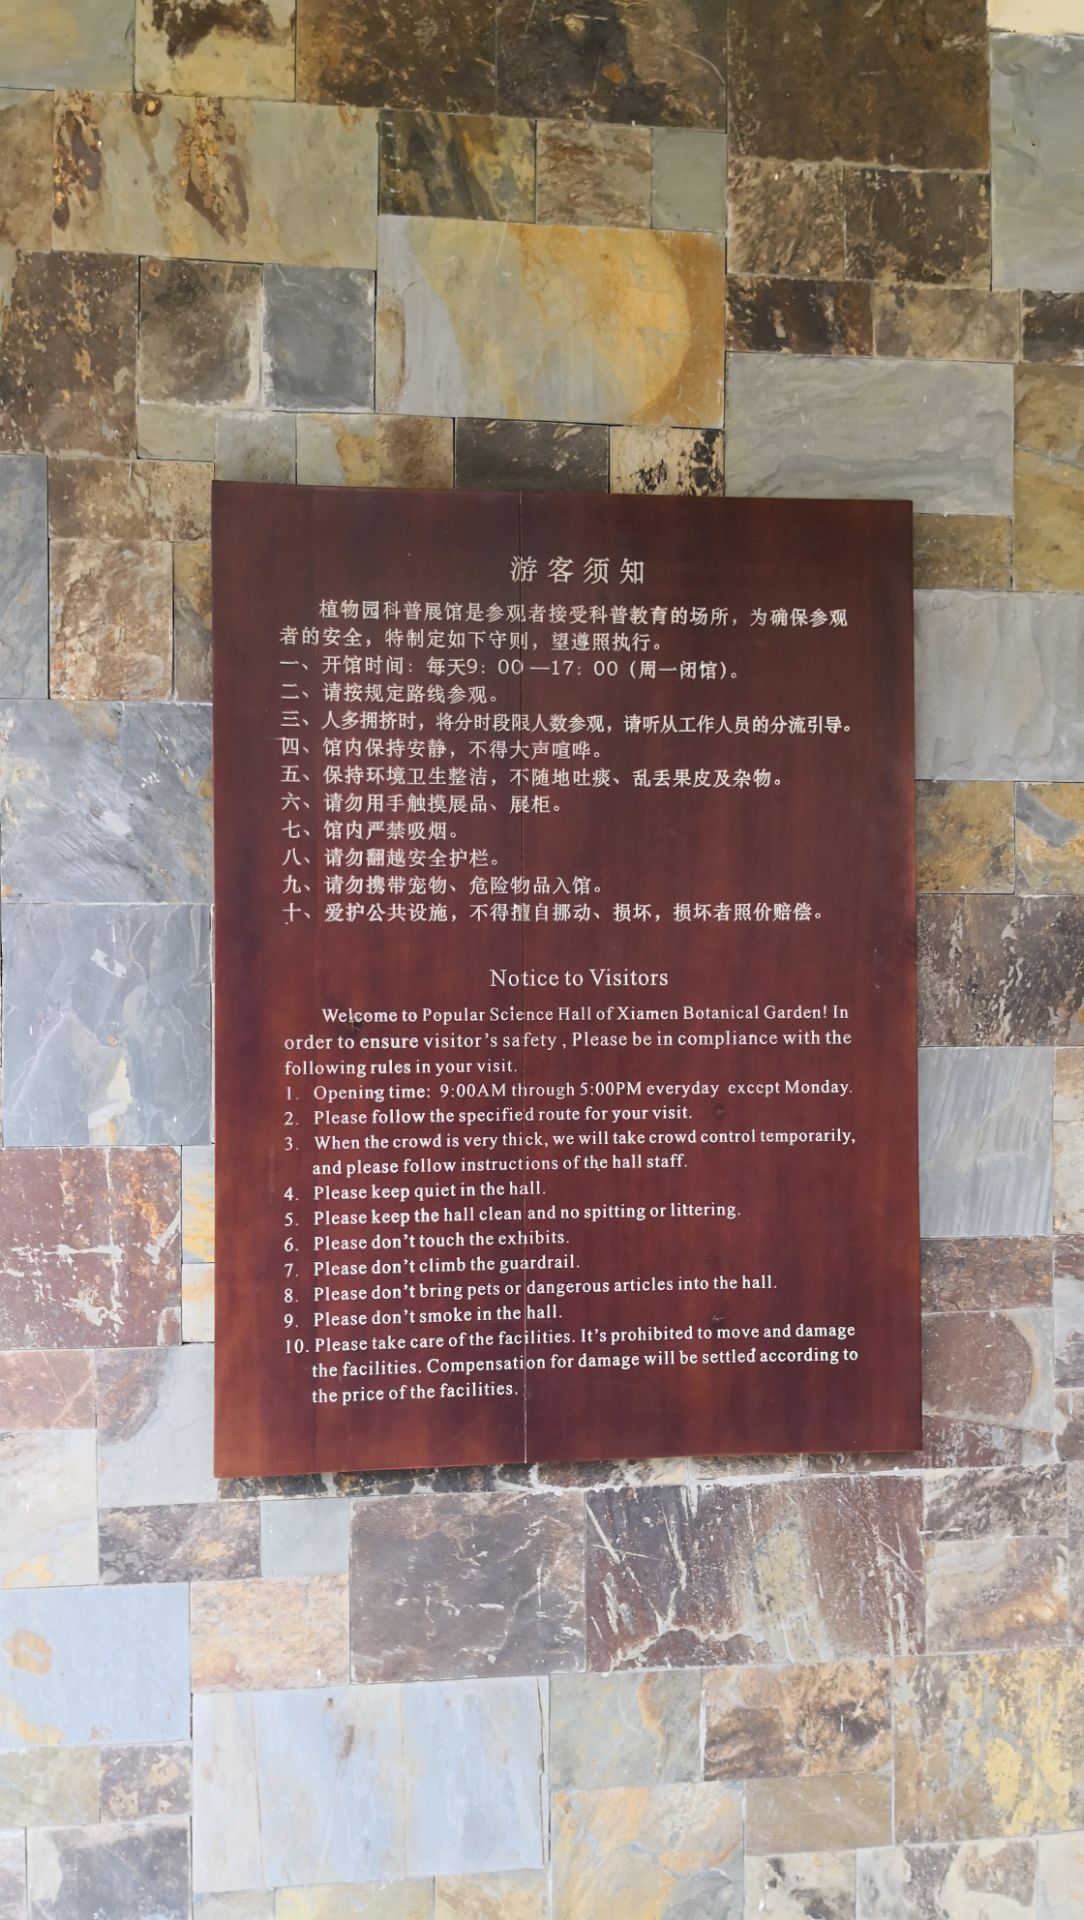 游客须知
植物园科普展馆是参观者接受科普教育的场所，为确保参观
者的安全，特制定如下守则，望遵照执行。
一、开馆时间：每天9：00—17：00（周一闭馆）。
二、请按规定路线参观。
三、人多拥挤时，将分时段限人数参观，请听从工作人员的分流引导。
四、馆内保持安静，不得大声喧哗。
五、保持环境卫生整洁，不随地吐痰、乱丢果皮及杂物。
六、请勿用手触摸展品、展柜。
七、馆内严禁吸烟。
八、请勿翻越安全护栏。
九、请勿携带宠物、危险物品入馆。
十、爱护公共设施，不得擅自挪动、损坏，损坏者照价赔偿。
Notice to Visitors
Welcome to Popular Science Hall of Xiamen Botanical Garden! In
order to ensure visitor's safety , Please be in compliance with the
following rules in your visit.
1. Opening time: 9:00AM through 5:00PM everyday except Monday.
2. Please follow the specified route for your visit.
3. When the crowd is very thick, we will take crowd control temporarily,
and please follow instructions of the hall staff.
4. Please keep quiet in the hall.
5. Please keep the hall clean and no spitting or littering.
6. Please don't touch the exhibits.
7. Please don't climb the guardrail.
8. Please don't bring pets or dangerous articles into the hall.
9. Please don't smoke in the hall.
10. Please take care of the facilities. It's prohibited to move and damage
the facilities. Compensation for damage will be settled according to
the price of the facilities.